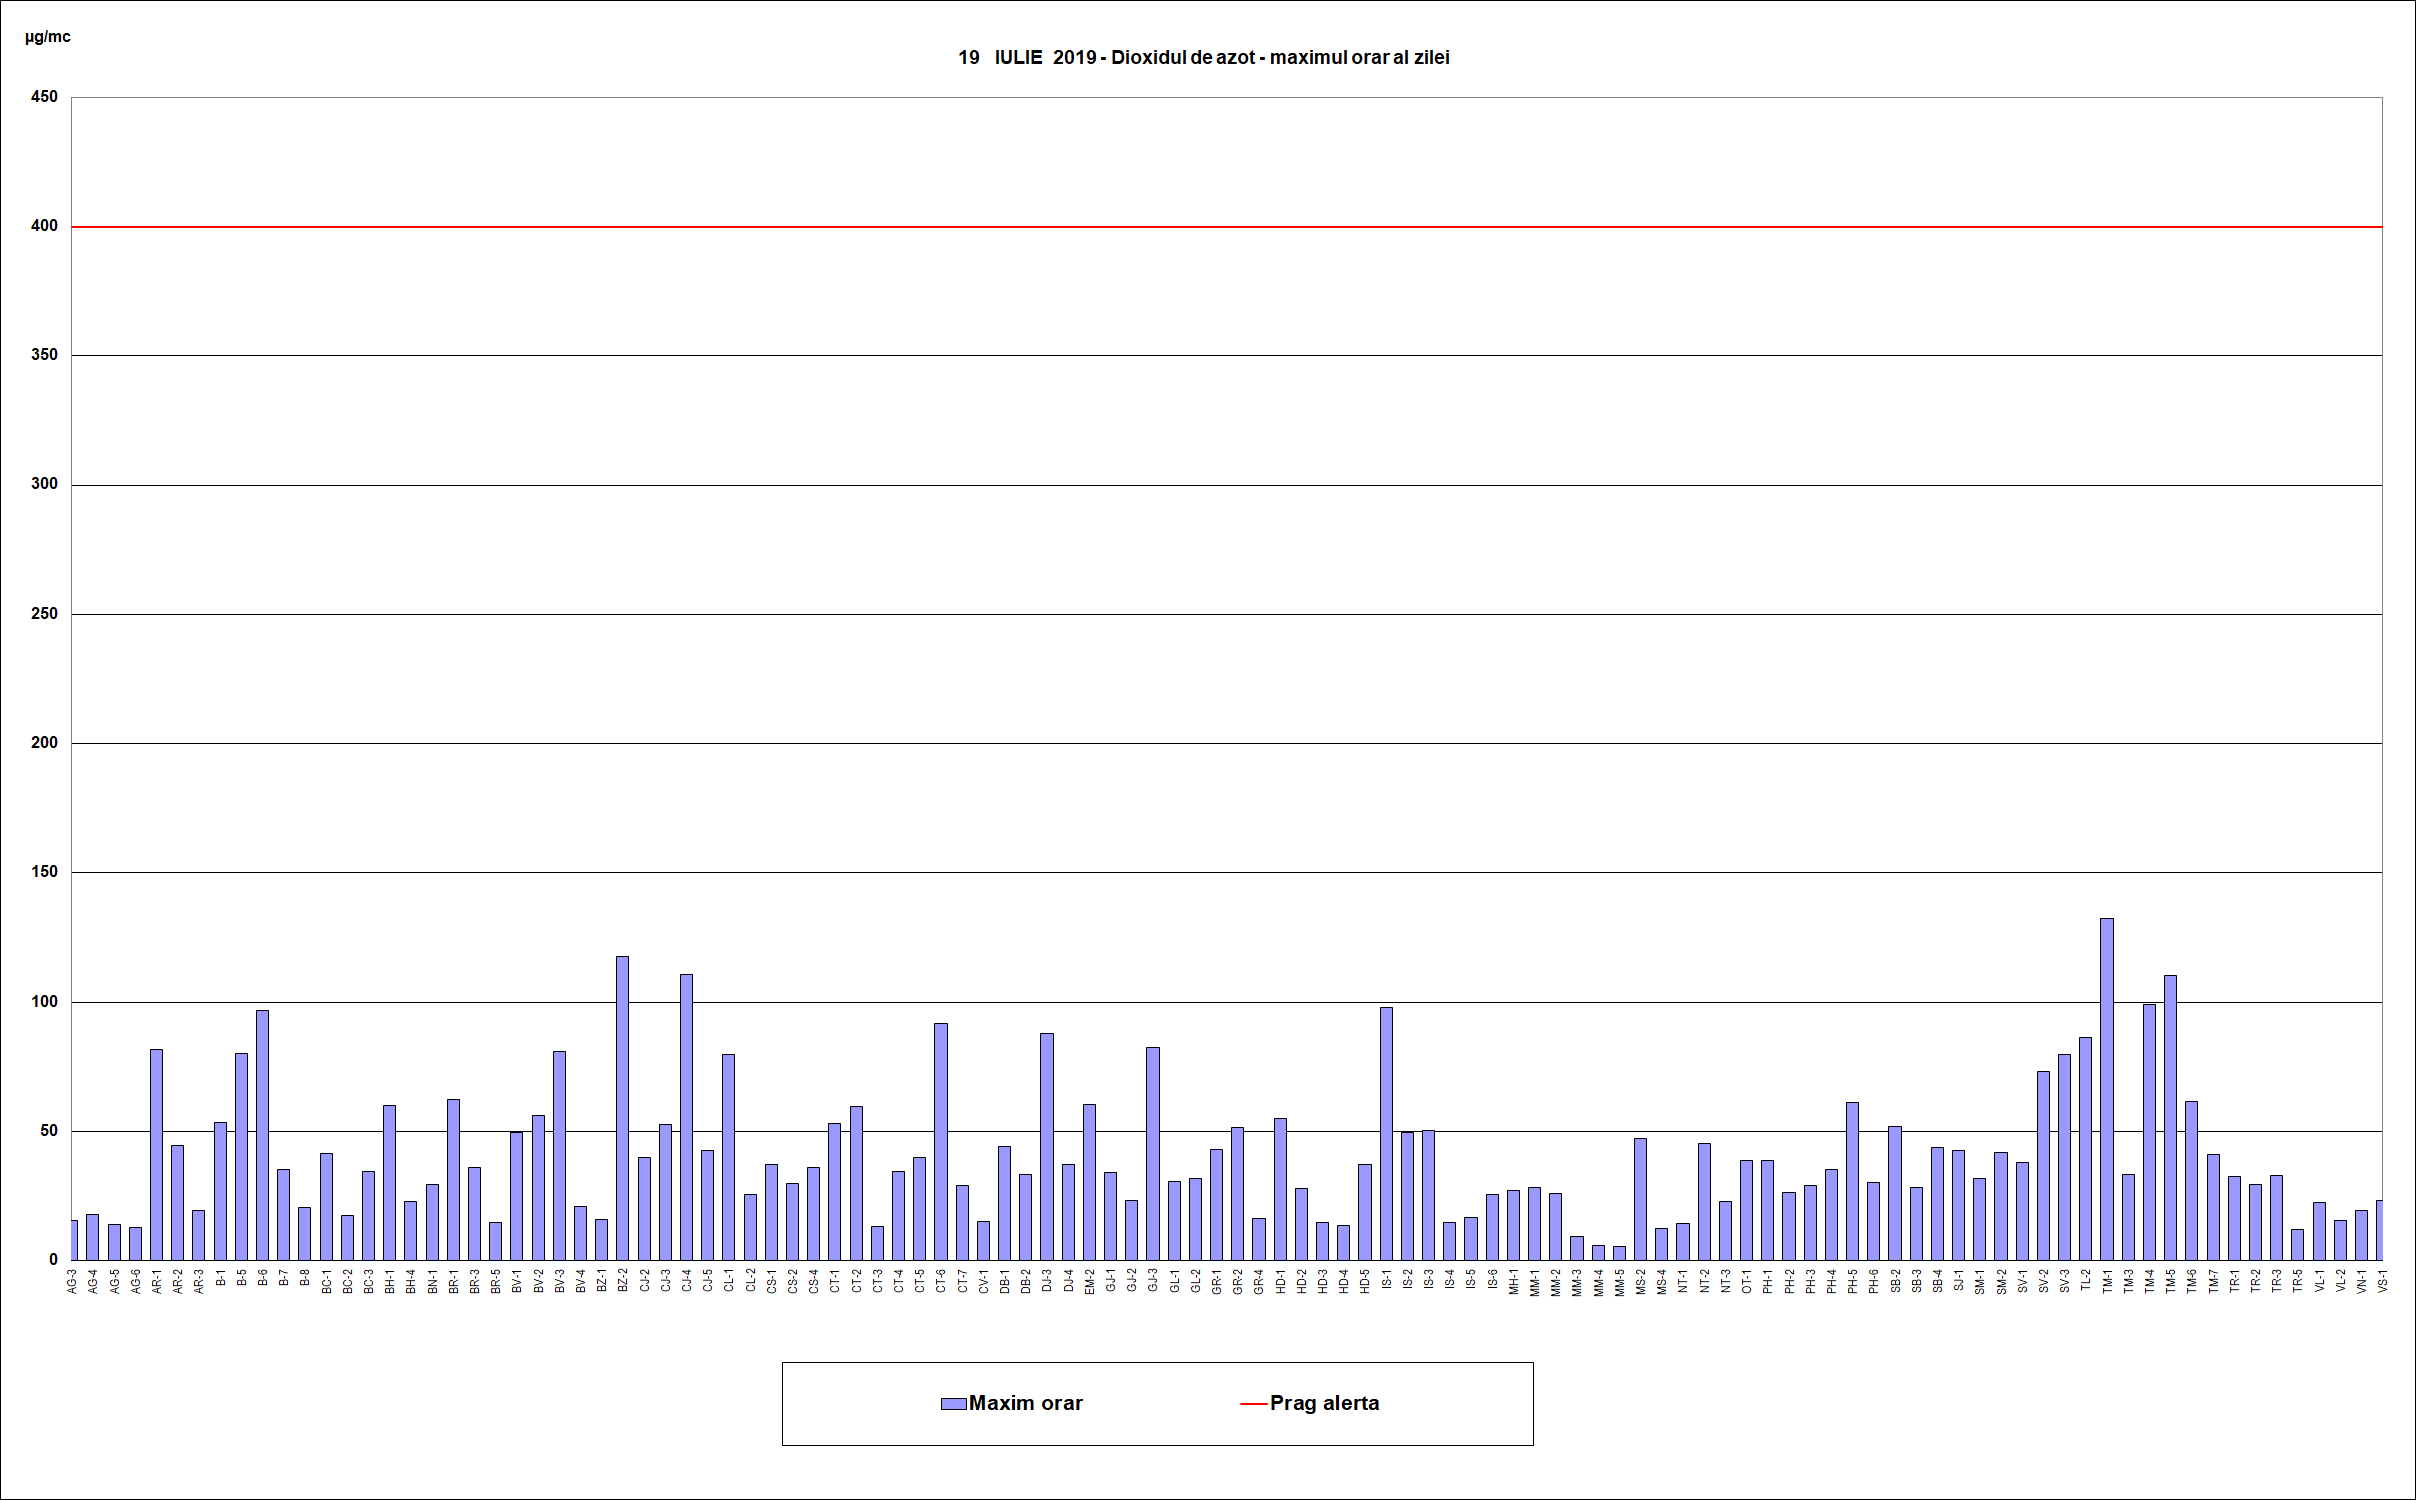 µg/mc
19 IULIE 2019 - Dioxidul de azot - maximul orar al zilei
450
400
350
300
250
200
150
100
50
0
AG-3 AG-4 AG-5 AG-6 AR-1 AR-2 AR-3 B-1 B-5 B-6 B-7 B-8 BC-1 BC-2 BC-3 BH-1 BH-4 BN-1 BR-1 BR-3 BR-5 BV-1 BV-2 BV-3 BV-4 BZ-1 BZ-2 CJ-2 CJ-3 CJ-4 CJ-5 CL-1 CL-2 CS-1 CS-2 CS-4 CT-1 CT-2 CT-3 CT-4 CT-5 CT-6 CT-7 CV-1 DB-1 DB-2 DJ-3 DJ-4 EM-2 GJ-1 GJ-2 GJ-3 GL-1 GL-2 GR-1 GR-2 GR-4 HD-1 HD-2 HD-3 HD-4 HD-5 IS-1 IS-2 IS-3 IS-4 IS-5 IS-6 MH-1 MM-1 MM-2 MM-3 MM-4 MM-5 MS-2 MS-4 NT-1 NT-2 NT-3 OT-1 PH-1 PH-2 PH-3 PH-4 PH-5 PH-6 SB-2 SB-3 SB-4 SJ-1 SM-1 SM-2 SV-1 SV-2 SV-3 TL-2 TM-1 TM-3 TM-4 TM-5 TM-6 TM-7 TR-1 TR-2 TR-3 TR-5 VL-1 VL-2 VN-1 VS-1
Maxim orar Prag alerta